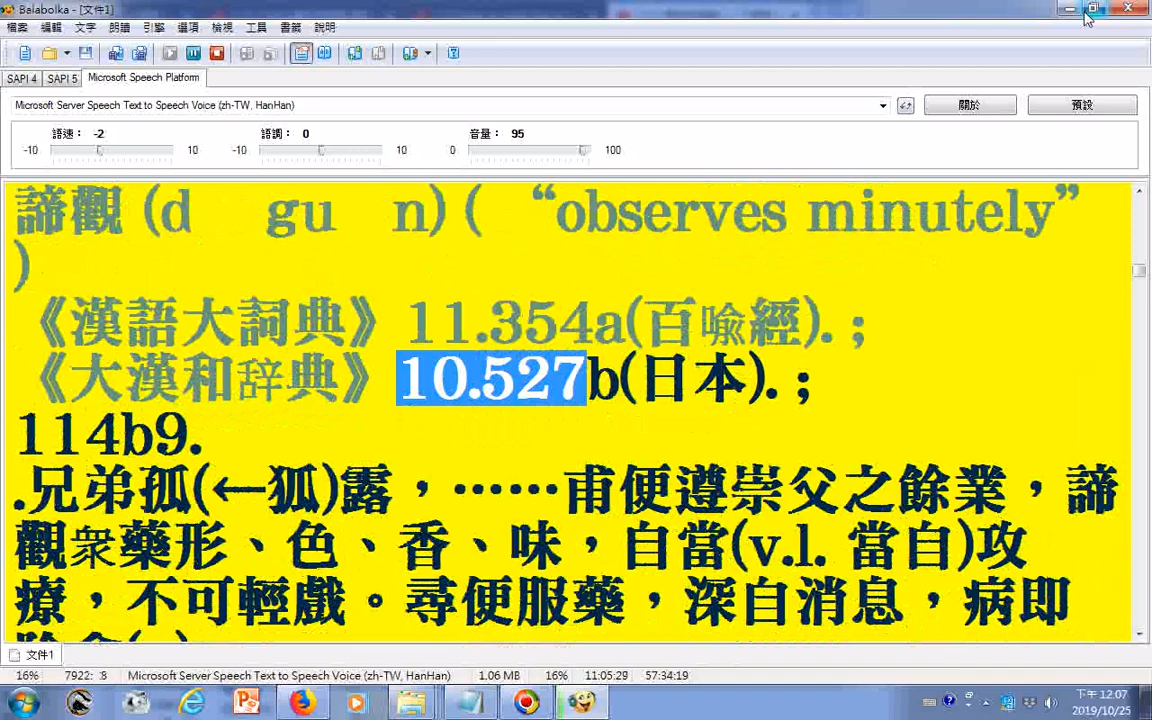 Balabolka - [文件1]
檔案 編輯 文字 朗讀 引擎 選項 檢視 工具 書籤 說明
SAPI 4 SAPI 5 Microsoft Speech Platform
Microsoft Server Speech Text to Speech Voice (zh-TW, HanHan) 關於 預設
語速： -2 語調： 0 音量： 95
-10 10 -10 10 0 100
諦觀 (d gu n) ( “observes minutely”
)
《漢語大詞典》 11.354a(百喩經). ;
《大漢和辞典》 10.527b(日本). ;
114b9.
.兄弟孤(←狐)露，……甫便遵崇父之餘業，諦
觀衆藥形、色、香、味，自當(v.l. 當自)攻
療，不可輕戲。尋便服藥，深自消息，病即
文件1
16% 7922: 8 Microsoft Server Speech Text to Speech Voice (zh-TW, HanHan) 1.06 MB 16% 11:05:29 57:34:19
下午 12:07
2019/10/25